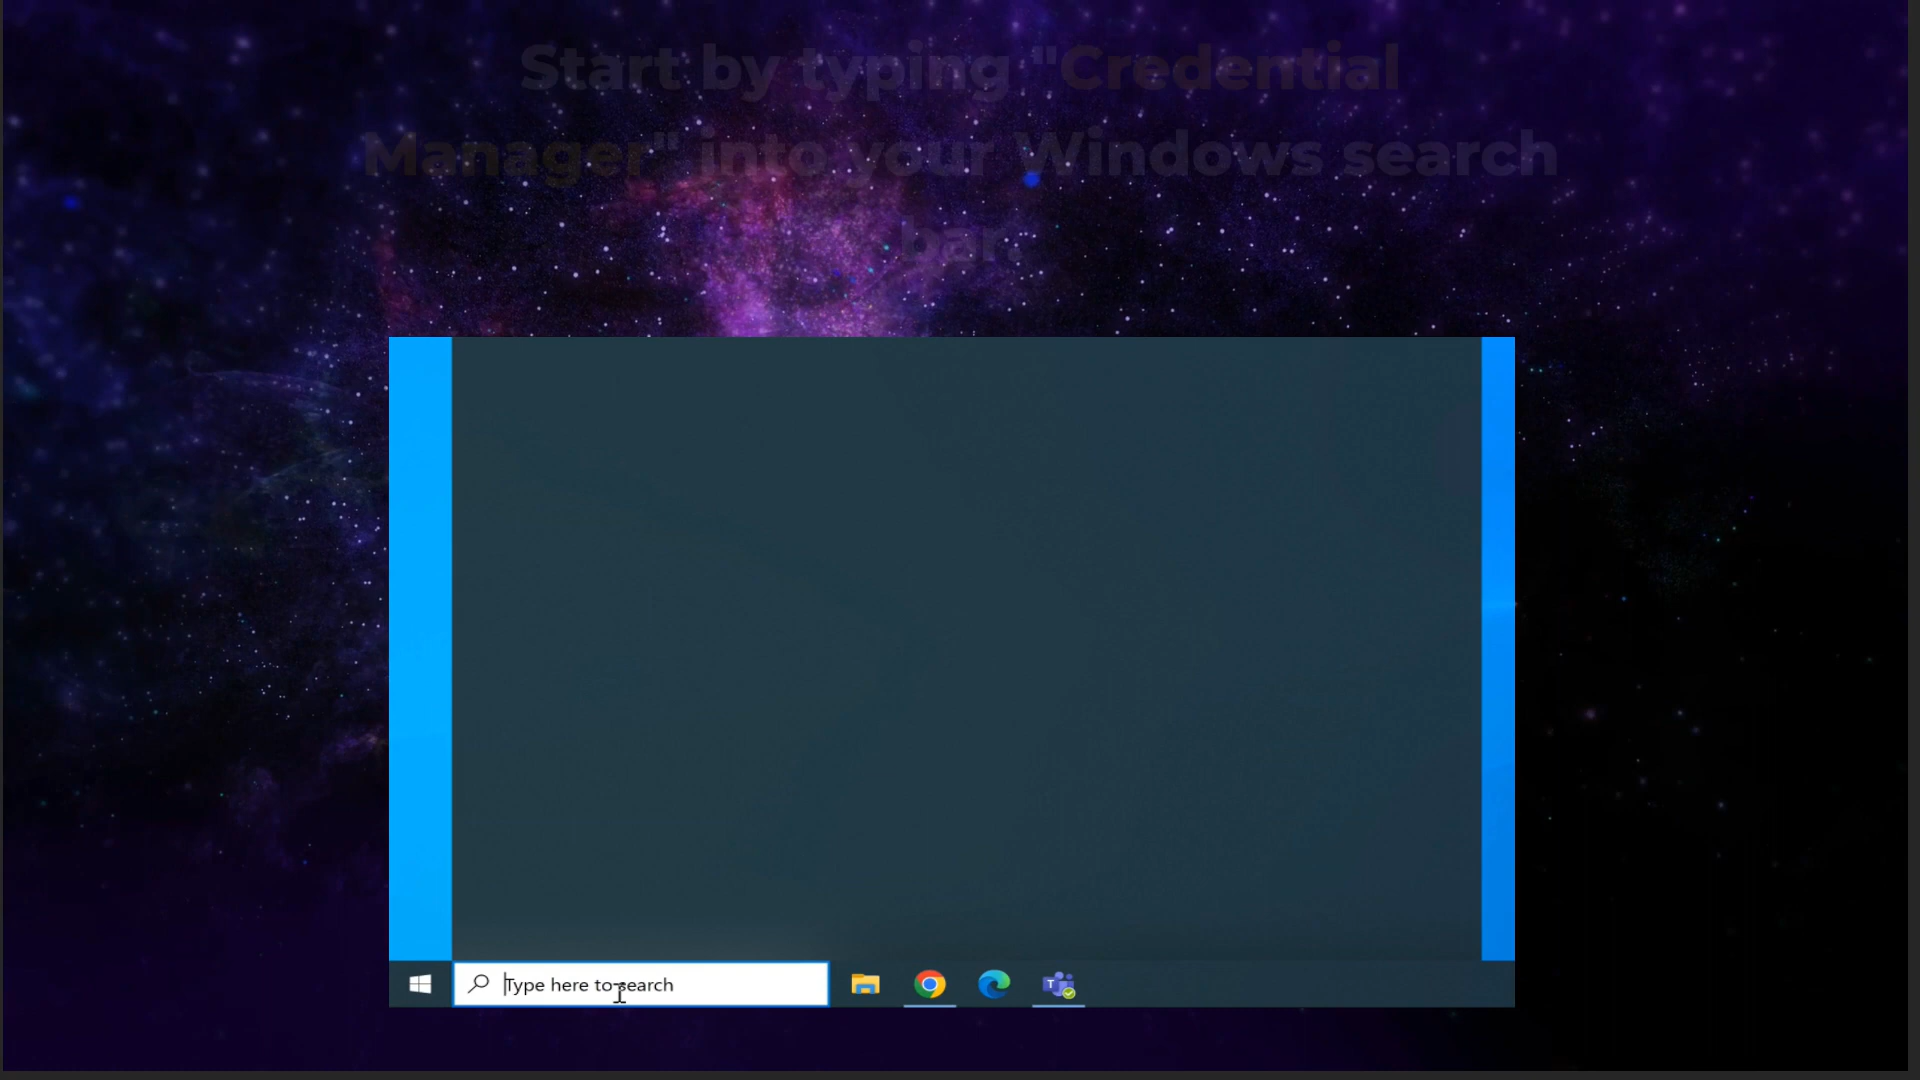 Start by typing "Credential
Manager" into your Windows search
bar.
Type here to search
T